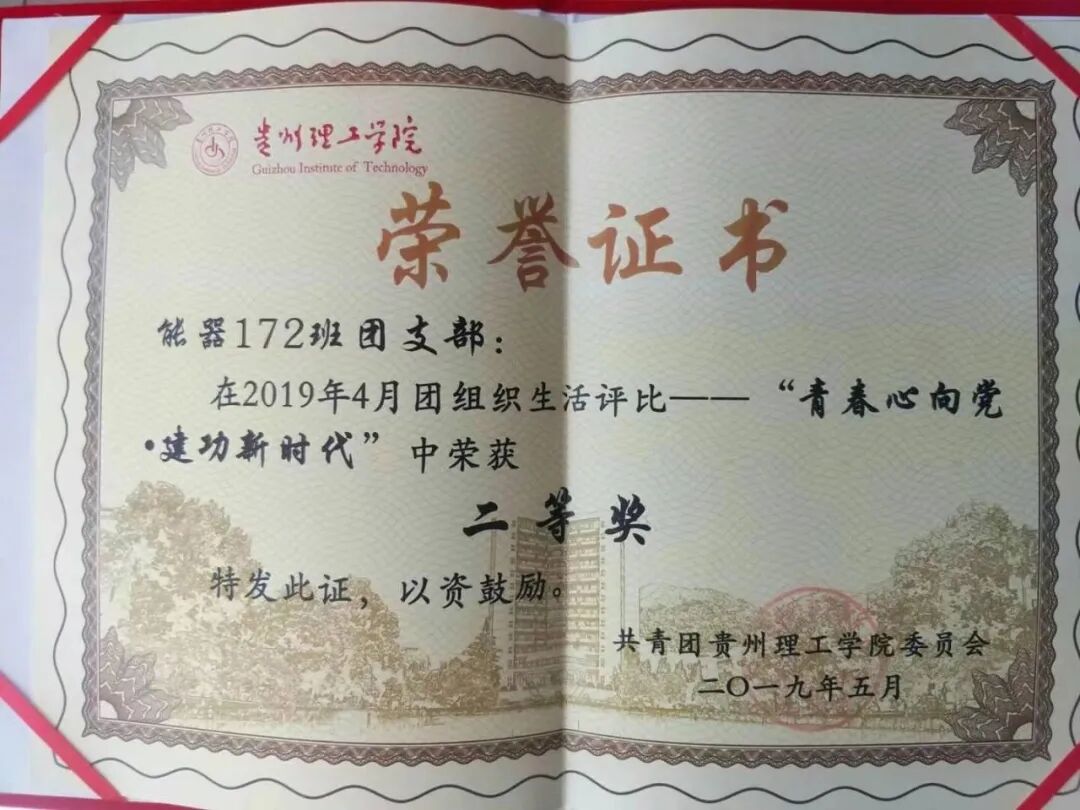 贵州理工学院
Guizhou Institute of Technology
荣誉证书
能器172班团支部：
在2019年4月团组织生活评比——“青春心向党
·建功新时代”中荣获
二等奖
特发此证，以资鼓励。
共青团贵州理工学院委员会
二〇一九年五月